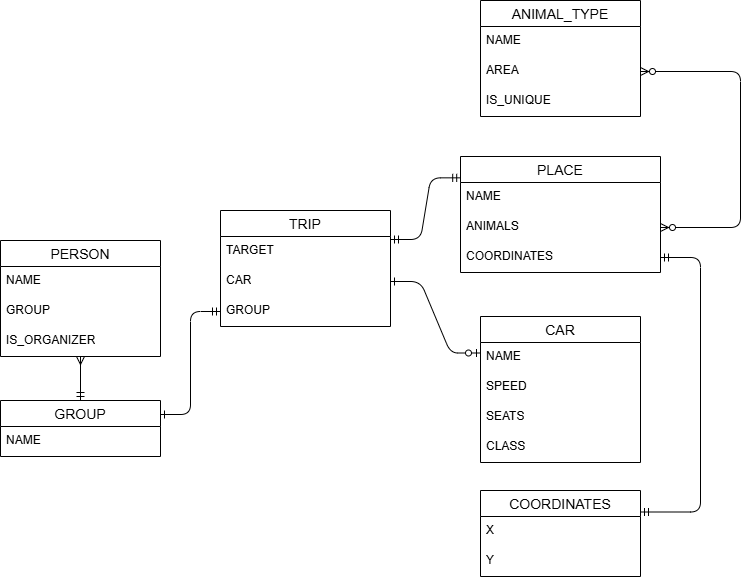 ANIMAL_TYPE
NAME
AREA
IS_UNIQUE
PLACE
NAME
ANIMALS
COORDINATES
TRIP
TARGET
CAR
GROUP
PERSON
NAME
GROUP
IS_ORGANIZER
GROUP
NAME
CAR
NAME
SPEED
SEATS
CLASS
COORDINATES
X
Y